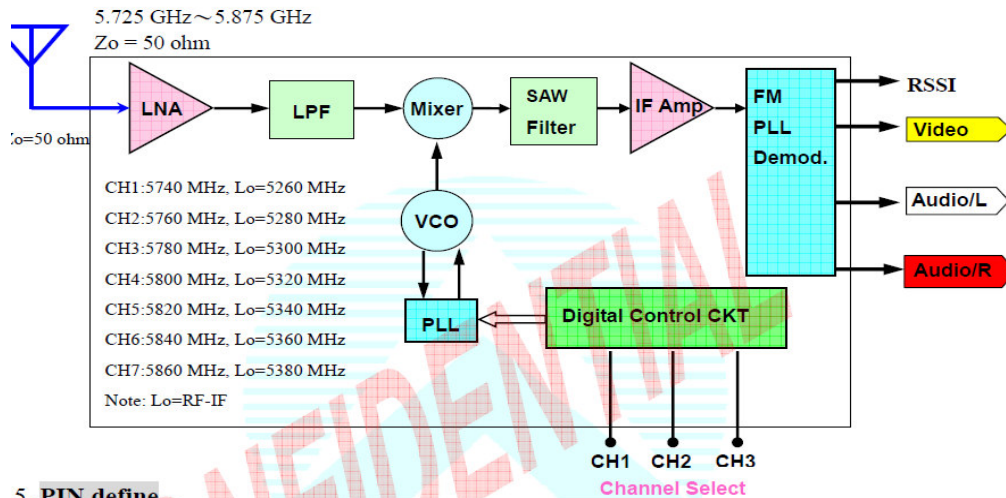 5.725 GHz～5.875 GHz
Zo = 50 ohm
Zo=50 ohm
LNA
LPF
Mixer
SAW
Filter
IF Amp
FM
PLL
Demod.
RSSI
Video
Audio/L
Audio/R
CH1:5740 MHz, Lo=5260 MHz
CH2:5760 MHz, Lo=5280 MHz
CH3:5780 MHz, Lo=5300 MHz
CH4:5800 MHz, Lo=5320 MHz
CH5:5820 MHz, Lo=5340 MHz
CH6:5840 MHz, Lo=5360 MHz
CH7:5860 MHz, Lo=5380 MHz
Note: Lo=RF-IF
VCO
PLL
Digital Control CKT
CH1 CH2 CH3
Channel Select
5. PIN define
NFIDENTIAL